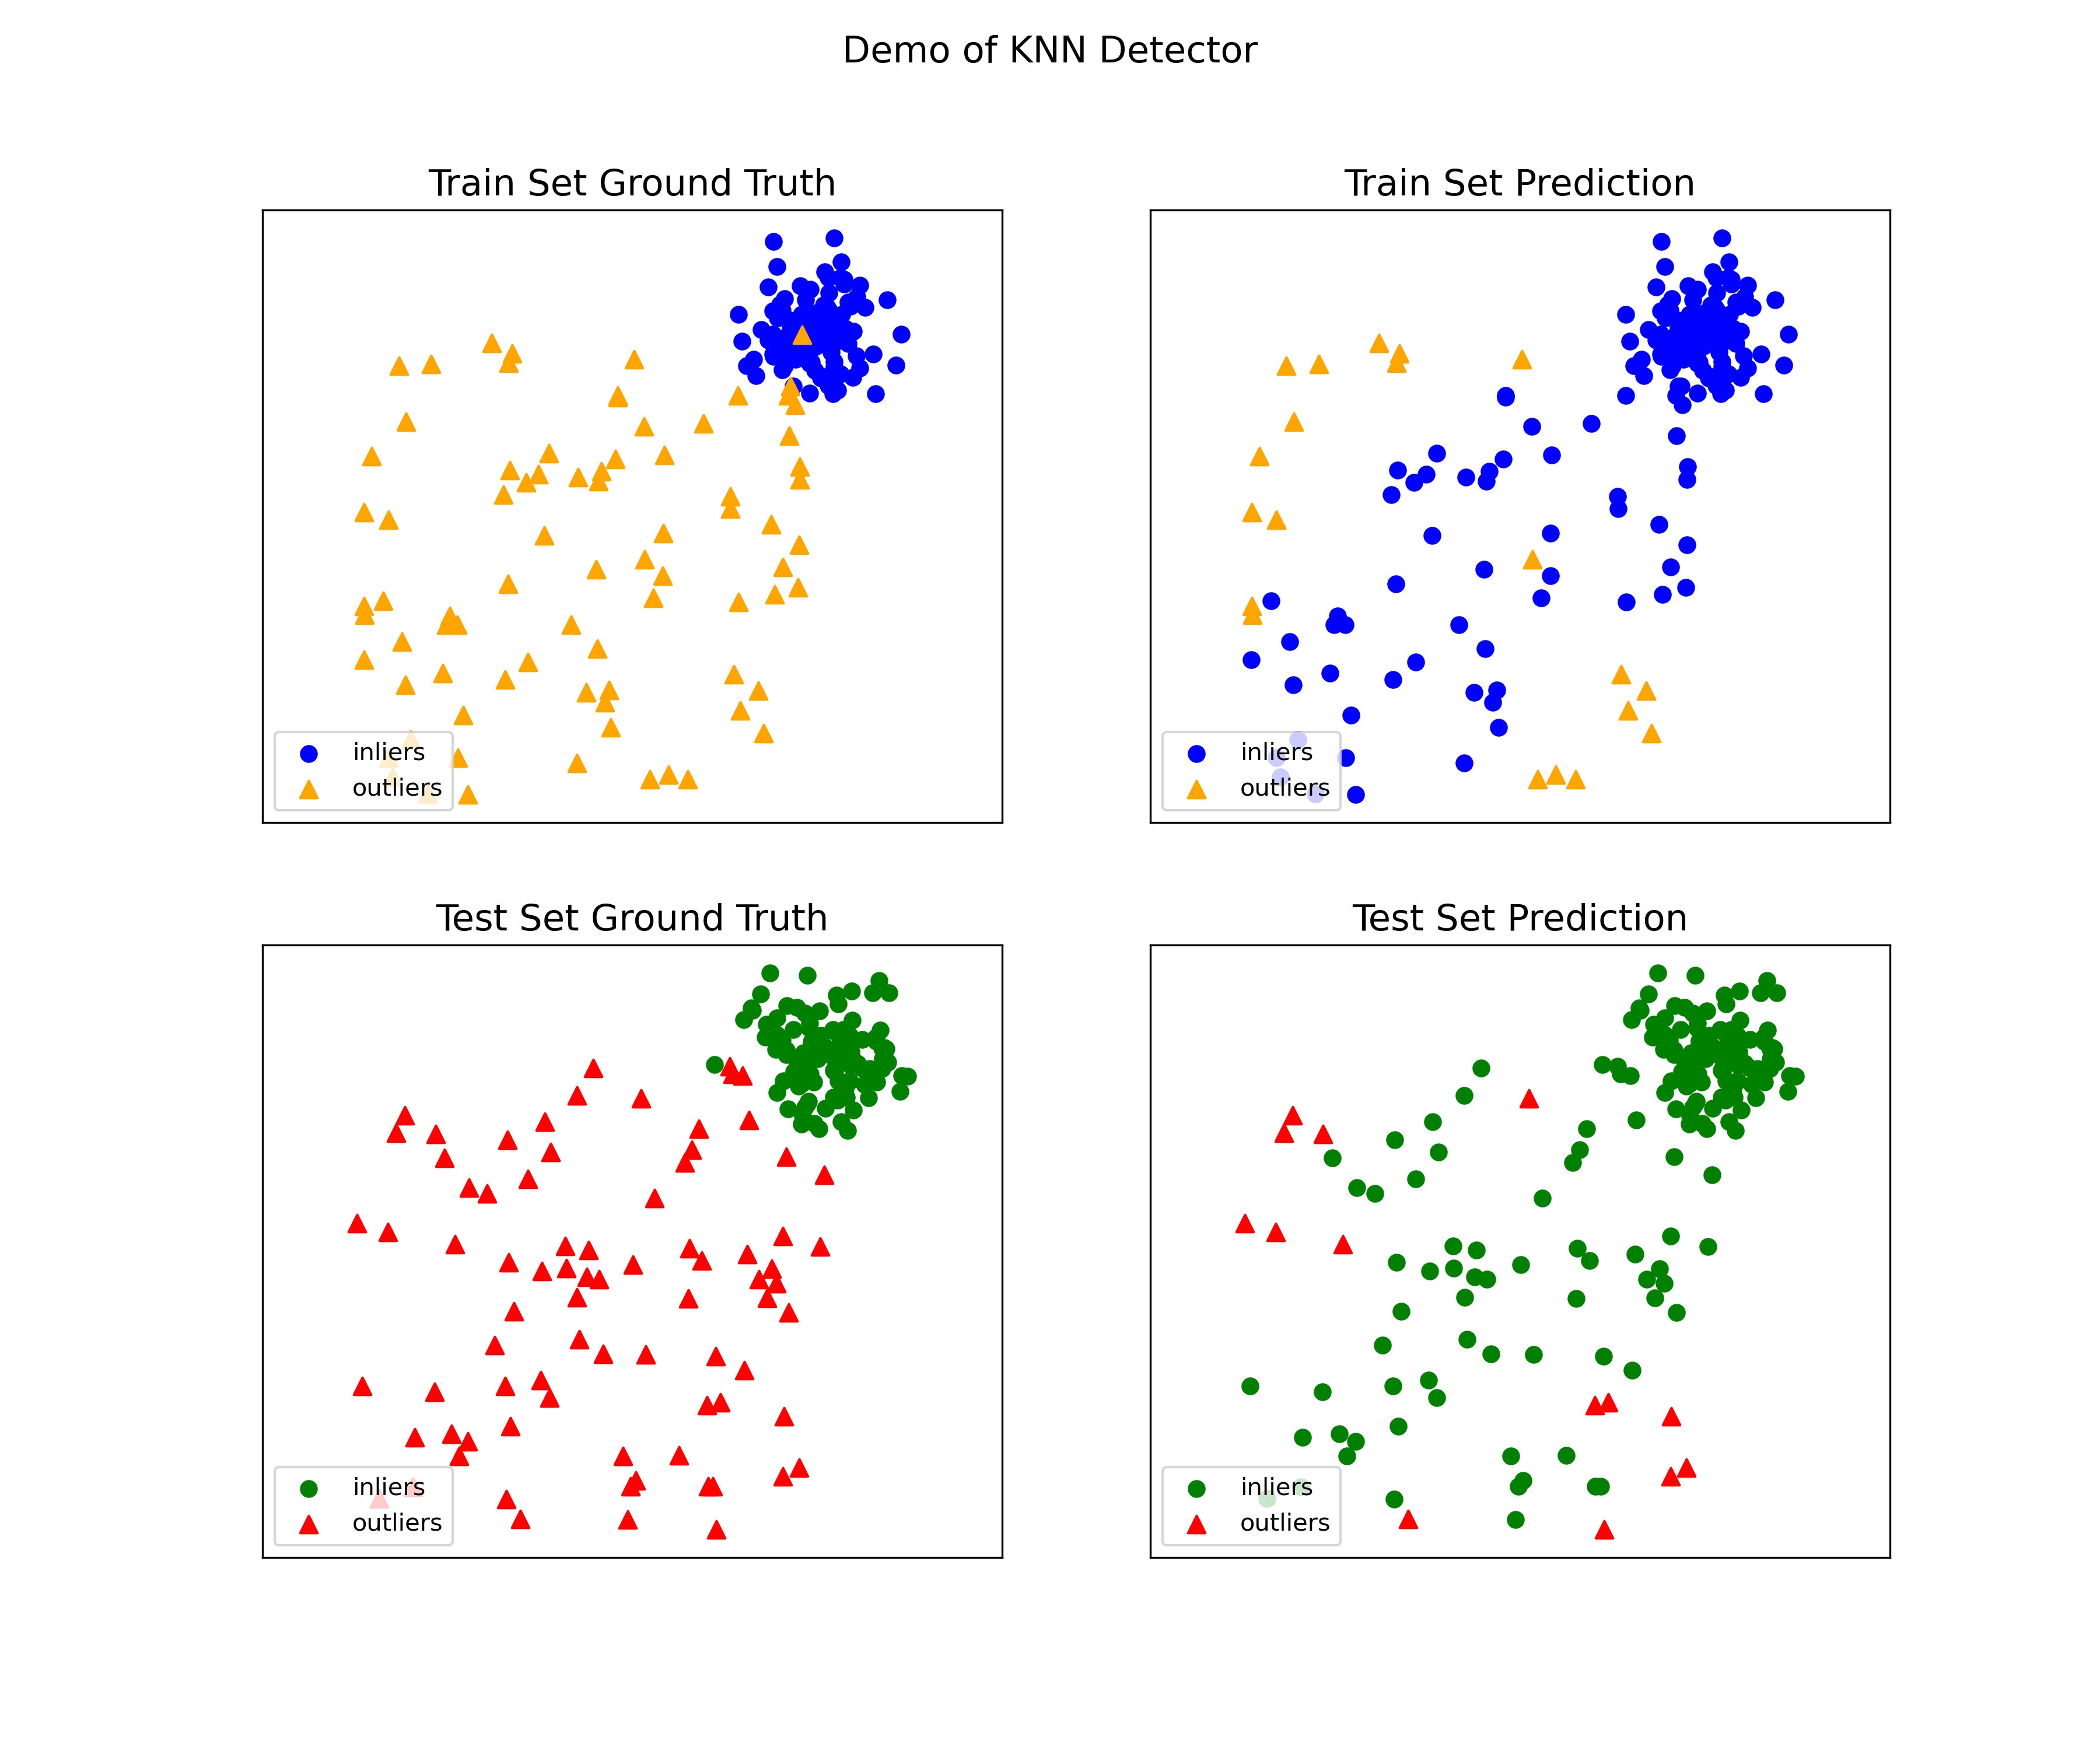 Demo of KNN Detector
Train Set Ground Truth
Train Set Prediction
inliers
outliers
inliers
outliers
Test Set Ground Truth
Test Set Prediction
inliers
outliers
inliers
outliers